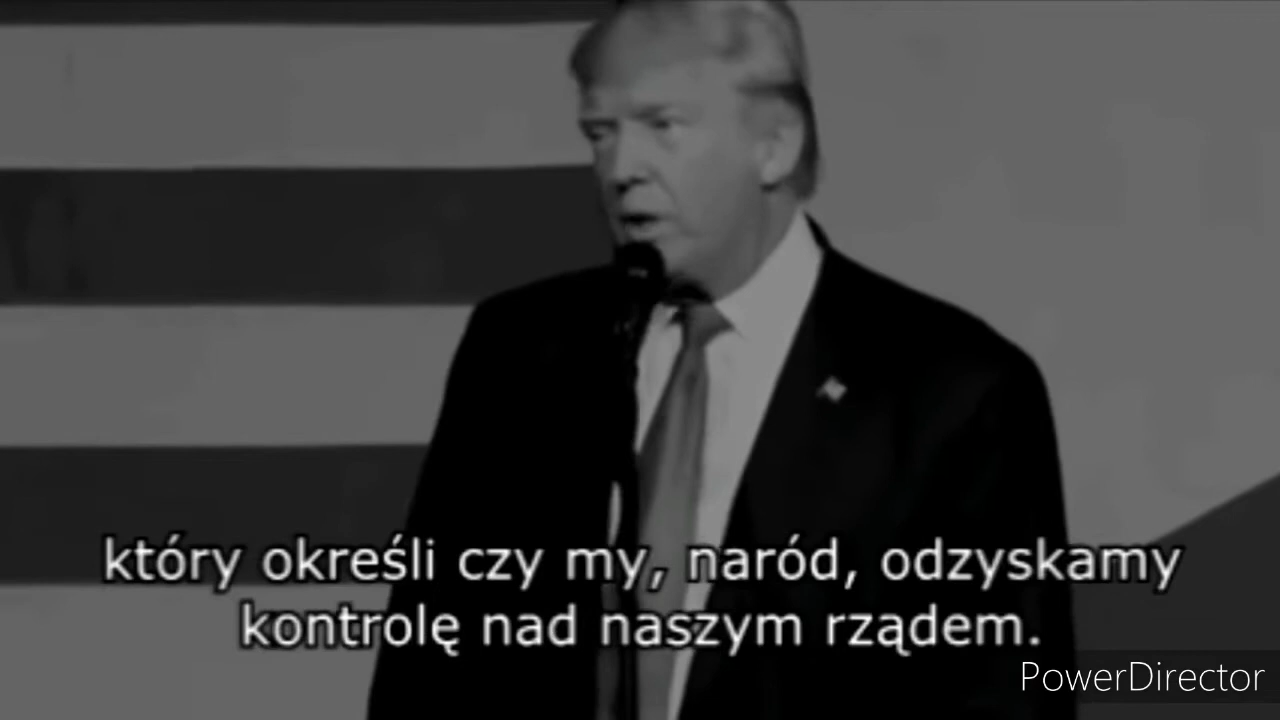 który określi czy my, naród, odzyskamy
kontrolę nad naszym rządem.
PowerDirector